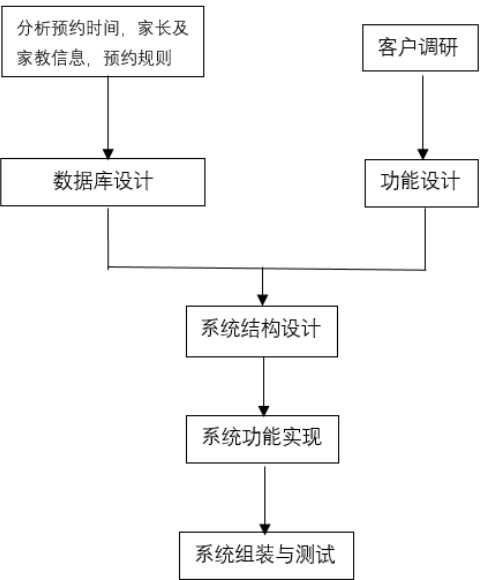 分析预约时间，家长及
家教信息，预约规则
客户调研
数据库设计
功能设计
系统结构设计
系统功能实现
系统组装与测试